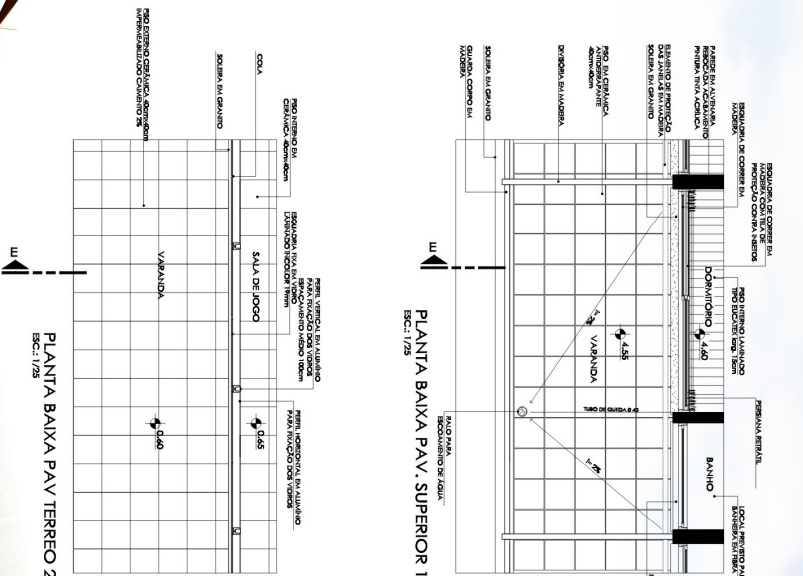 ESQUADRIA DE CORRER EM
MADEIRA COM TELA DE
PROTEÇÃO CONTRA INSETOS
PISO INTERNO LAMINADO
TIPO EUCATEX larg. 15cm
PERSIANA RETRÁTIL
LOCAL PREVISTO PA
BANHEIRA EM FIBRA
ESQUADRIA DE CORRER EM
MADEIRA
PAREDE EM ALVENARIA
REBOCADA ACABAMENTO
PINTURA TINTA ACRÍLICA
DORMITÓRIO
4.60
BANHO
ELEMENTO DE PROTEÇÃO
DAS JANELAS EM MADEIRA
SOLEIRA EM GRANITO
PISO EM CERÂMICA
ANTIDERRAPANTE
40cmx40cm
4.55
TUBO DE QUEDA Ø 40
VARANDA
i= 2%
i= 2%
DIVISÓRIA EM MADEIRA
SOLEIRA EM GRANITO
GUARDA CORPO EM
MADEIRA
RALO PARA
ESCOAMENTO DE ÁGUA
E
PLANTA BAIXA PAV. SUPERIOR 1
ESC.: 1/25
PERFIL VERTICAL EM ALUMÍNIO
PARA FIXAÇÃO DOS VIDROS
ESPAÇAMENTO MÉDIO 100cm
PERFIL HORIZONTAL EM ALUMÍNIO
PARA FIXAÇÃO DOS VIDROS
PISO INTERNO EM
CERÂMICA 40cmx40cm
ESQUADRIA FIXA EM VIDRO
LAMINADO INCOLOR 19mm
COLA
SALA DE JOGO
0.65
SOLEIRA EM GRANITO
VARANDA
0.60
PISO EXTERNO CERÂMICA 40cmx40cm
IMPERMEABILIZADO CAIMENTO 2%
E
PLANTA BAIXA PAV TERREO 2
ESC.: 1/25